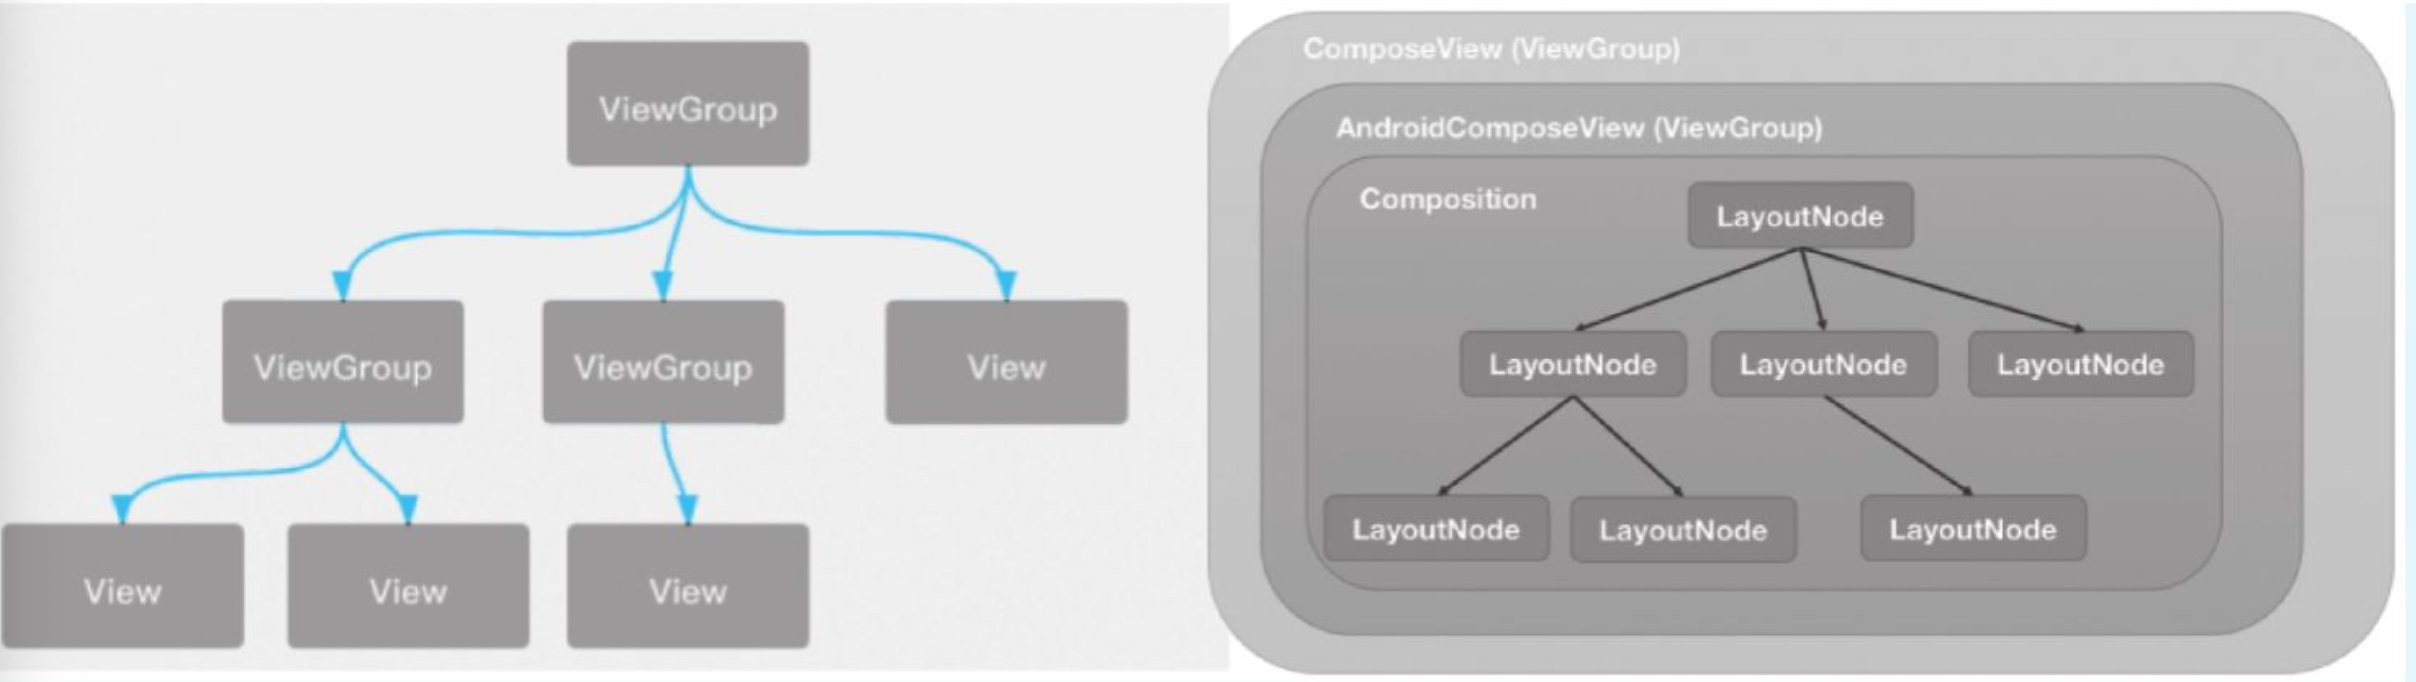 ViewGroup
ViewGroup
ViewGroup
View
View
View
View
ComposeView (ViewGroup)
AndroidComposeView (ViewGroup)
Composition
LayoutNode
LayoutNode
LayoutNode
LayoutNode
LayoutNode
LayoutNode
LayoutNode